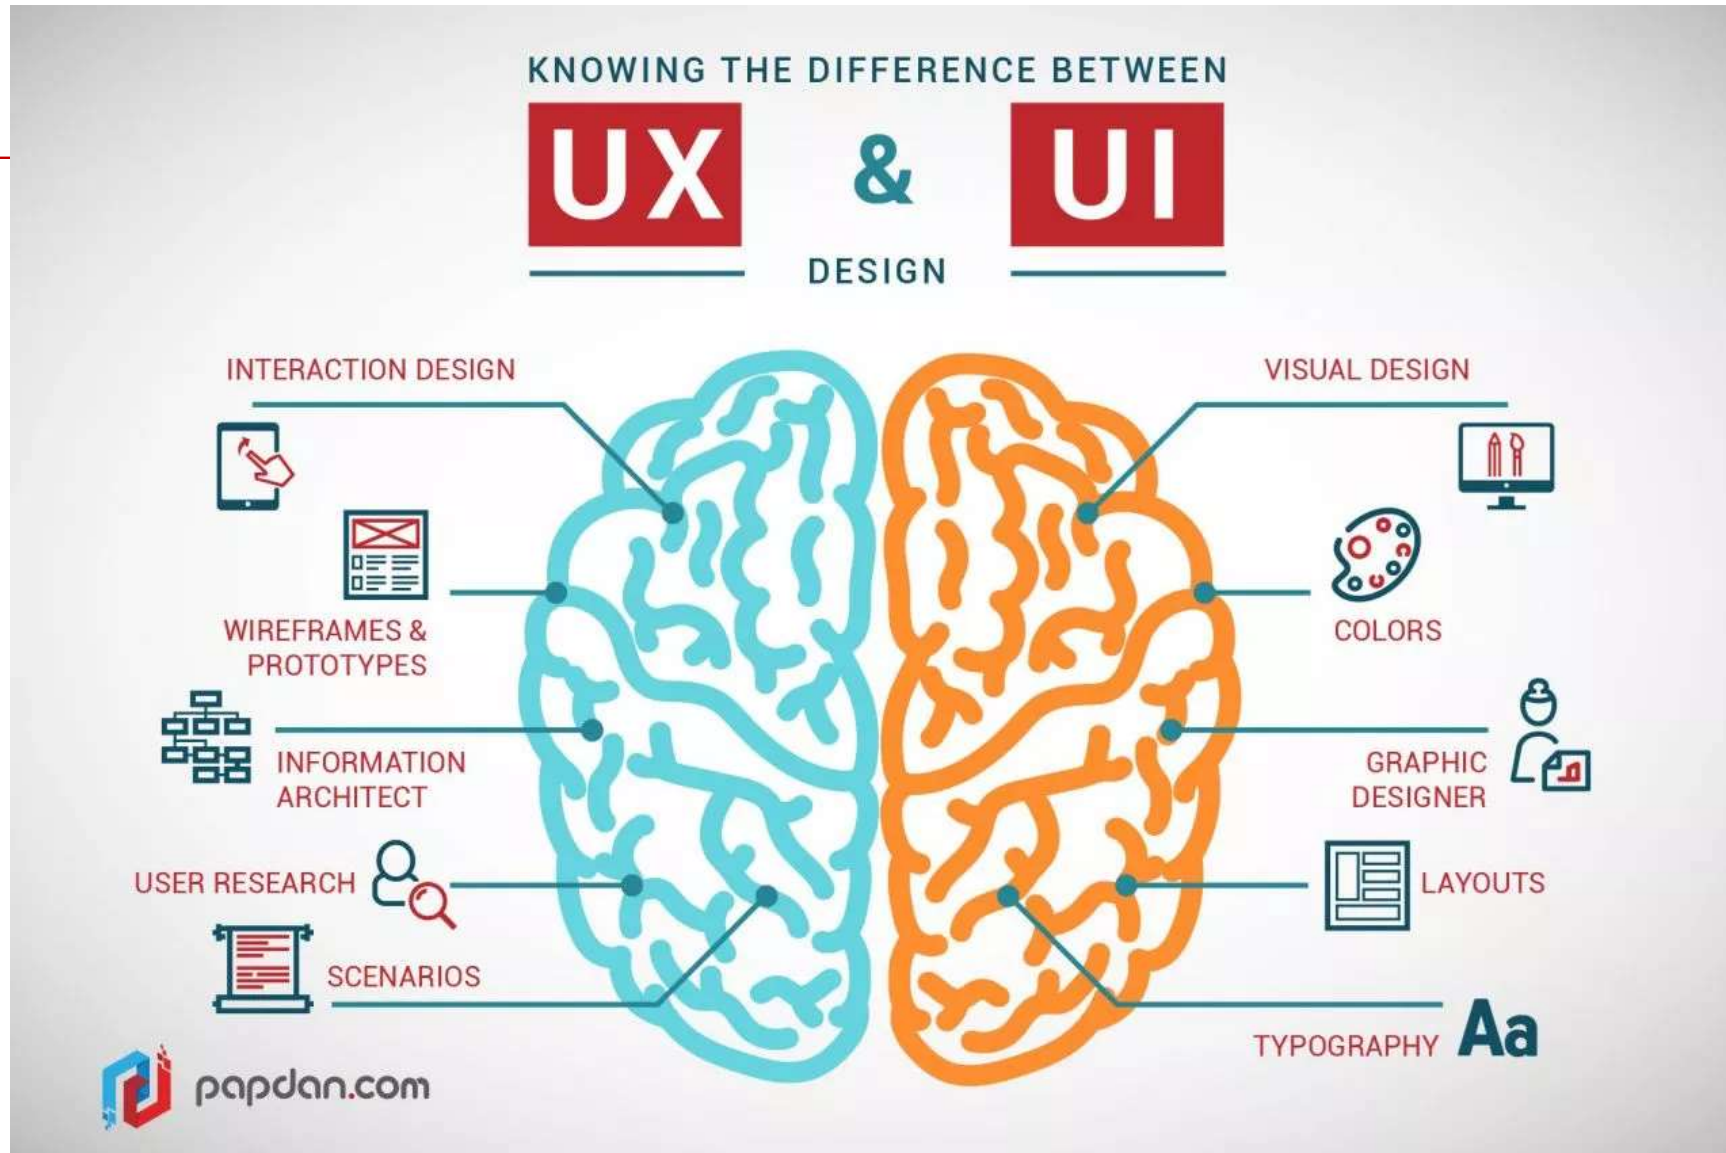 KNOWING THE DIFFERENCE BETWEEN
UX & UI
DESIGN
INTERACTION DESIGN
WIREFRAMES &
PROTOTYPES
INFORMATION
ARCHITECT
USER RESEARCH
SCENARIOS
VISUAL DESIGN
COLORS
GRAPHIC
DESIGNER
LAYOUTS
TYPOGRAPHY Aa
papdan.com